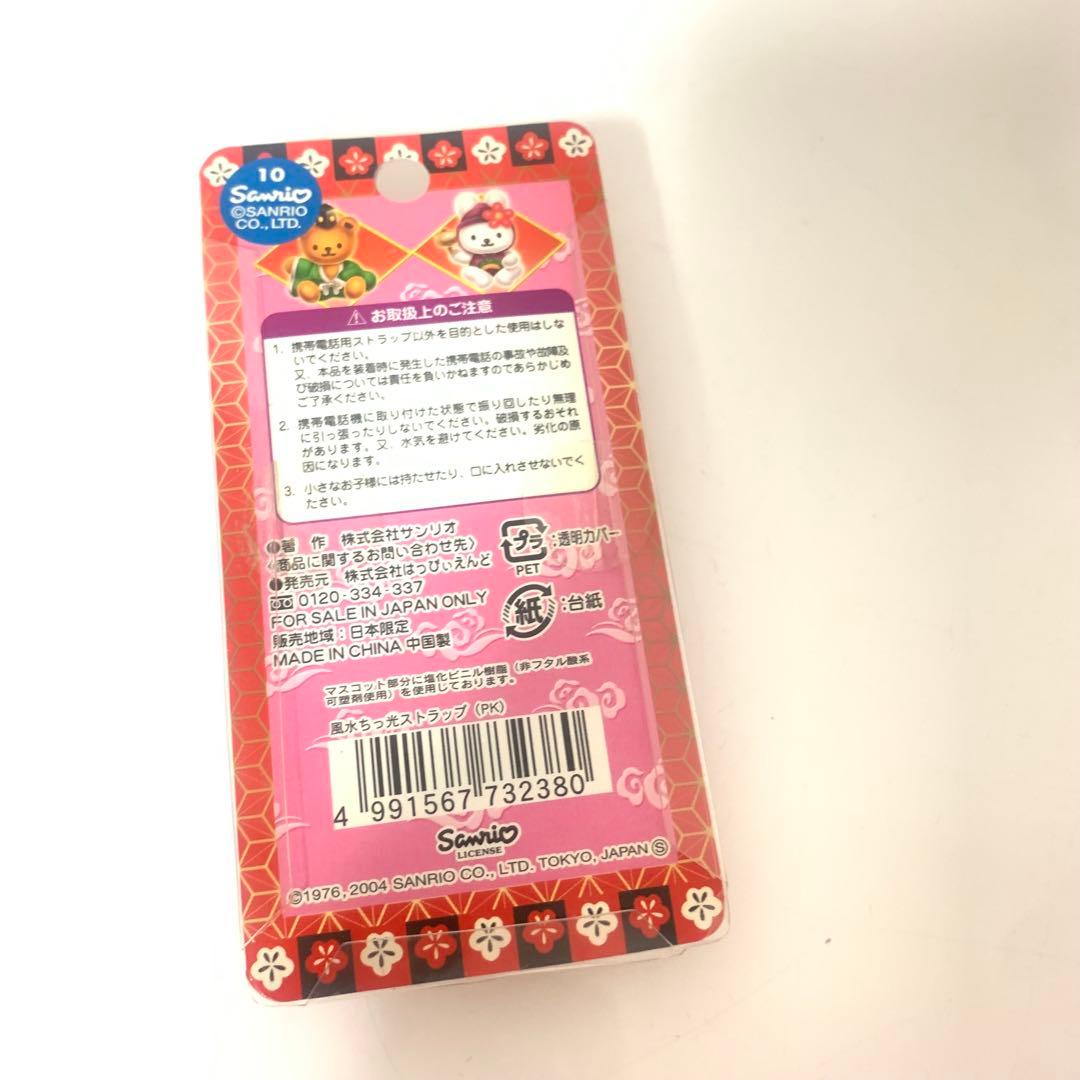 10
Sanrio
©SANRIO
CO.,LTD.
⚠ お取扱上のご注意
1. 携帯電話用ストラップ以外を目的とした使用はしな
いでください。
又、本品を装着時に発生した携帯電話の事故や故障及
び破損については責任を負いかねますのであらかじめ
ご了承ください。
2. 携帯電話機に取り付けた状態で振り回したり無理
に引っ張ったりしないでください。破損するおそれ
があります。又、水気を避けてください。劣化の原
因になります。
3. 小さなお子様には持たせたり、口に入れさせないでく
ださい。
●著 作 株式会社サンリオ
〈商品に関するお問い合わせ先〉
●発売元 株式会社はっぴぃえんど
0120-334-337
FOR SALE IN JAPAN ONLY
販売地域：日本限定
MADE IN CHINA 中国製
プラ :透明カバー
PET
紙 :台紙
マスコット部分に塩化ビニル樹脂（非フタル酸系
可塑剤使用）を使用しております。
風水ちっ光ストラップ（PK）
4 991567 732380
Sanrio
LICENSE
©1976, 2004 SANRIO CO., LTD. TOKYO, JAPAN Ⓢ